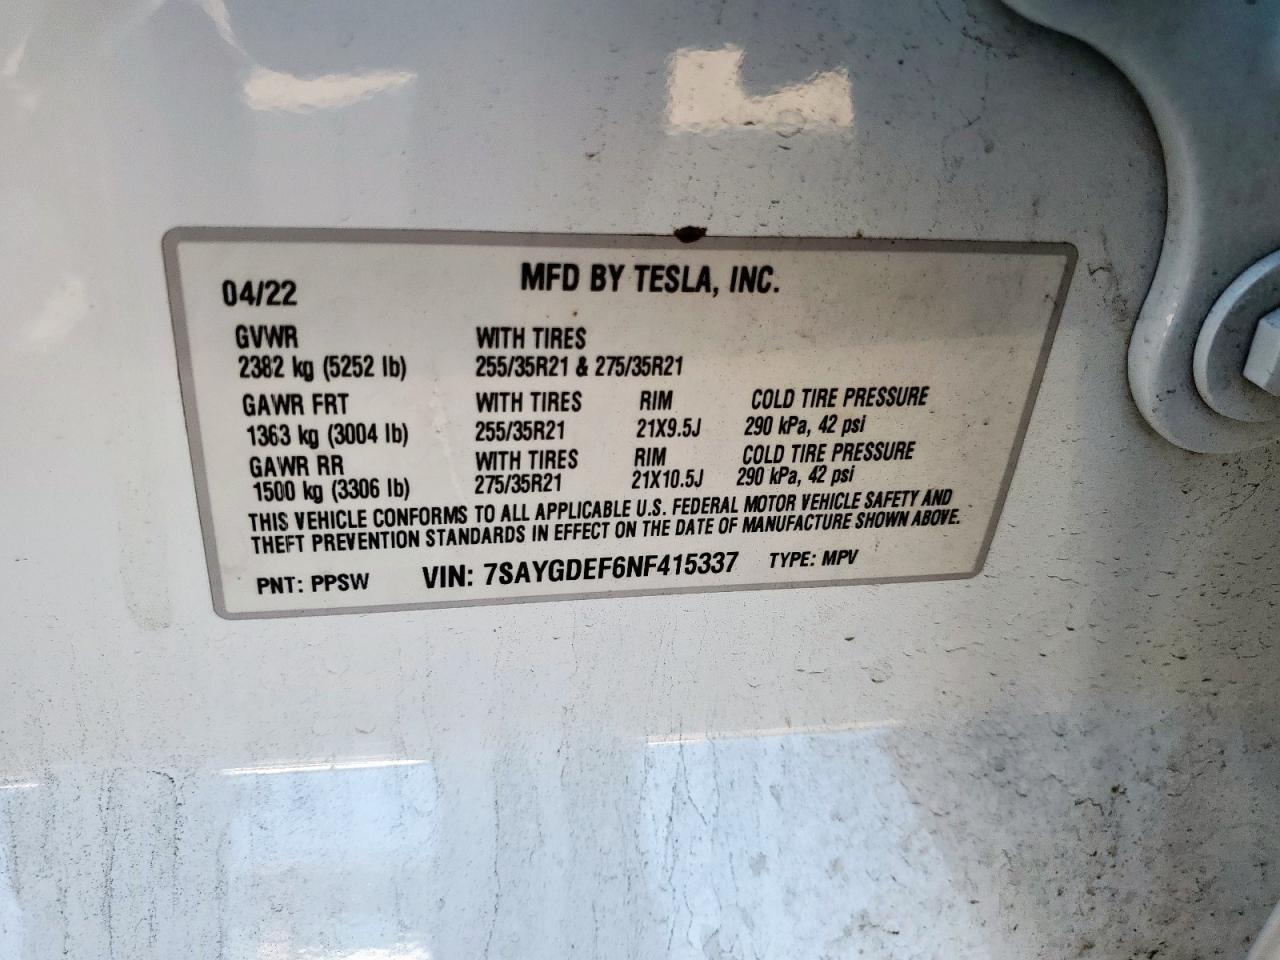 MFD BY TESLA, INC.
04/22
GVWR WITH TIRES
2382 kg (5252 lb) 255/35R21 & 275/35R21
GAWR FRT WITH TIRES RIM COLD TIRE PRESSURE
1363 kg (3004 lb) 255/35R21 21X9.5J 290 kPa, 42 psi
GAWR RR WITH TIRES RIM COLD TIRE PRESSURE
1500 kg (3306 lb) 275/35R21 21X10.5J 290 kPa, 42 psi
THIS VEHICLE CONFORMS TO ALL APPLICABLE U.S. FEDERAL MOTOR VEHICLE SAFETY AND
THEFT PREVENTION STANDARDS IN EFFECT ON THE DATE OF MANUFACTURE SHOWN ABOVE.
PNT: PPSW VIN: 7SAYGDEF6NF415337 TYPE: MPV